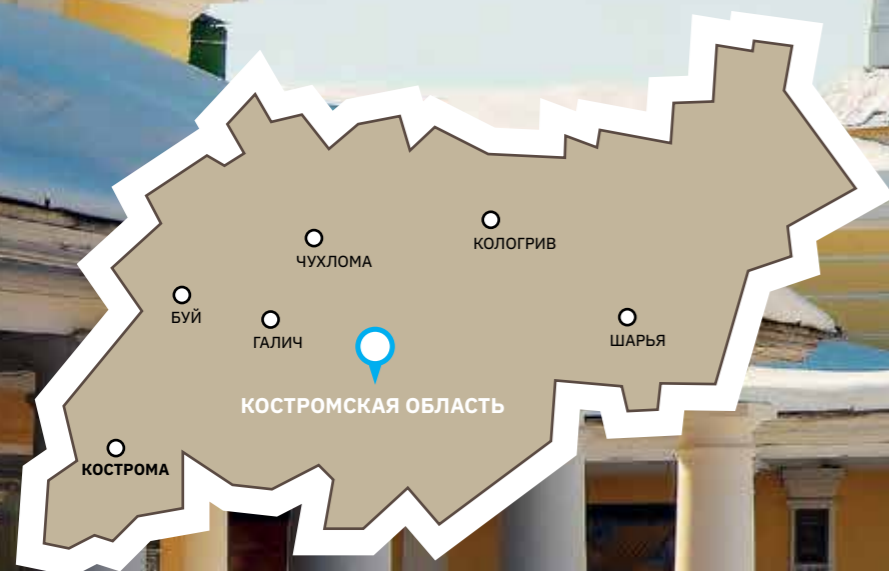 КОЛОГРИВ
ЧУХЛОМА
БУЙ
ГАЛИЧ
ШАРЬЯ
КОСТРОМСКАЯ ОБЛАСТЬ
КОСТРОМА